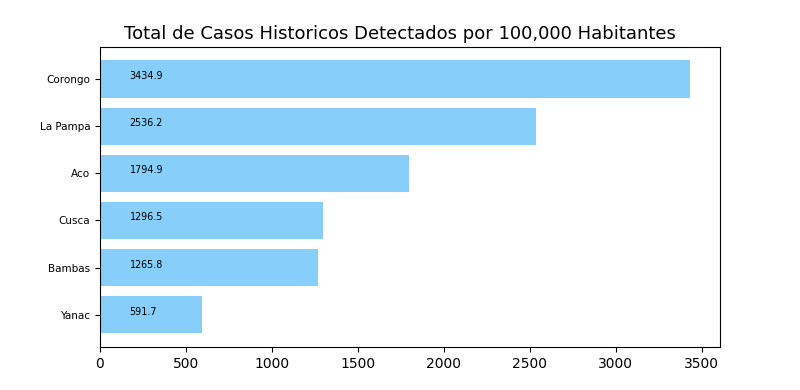 Total de Casos Historicos Detectados por 100,000 Habitantes
Corongo 3434.9
La Pampa 2536.2
Aco 1794.9
Cusca 1296.5
Bambas 1265.8
Yanac 591.7
0 500 1000 1500 2000 2500 3000 3500